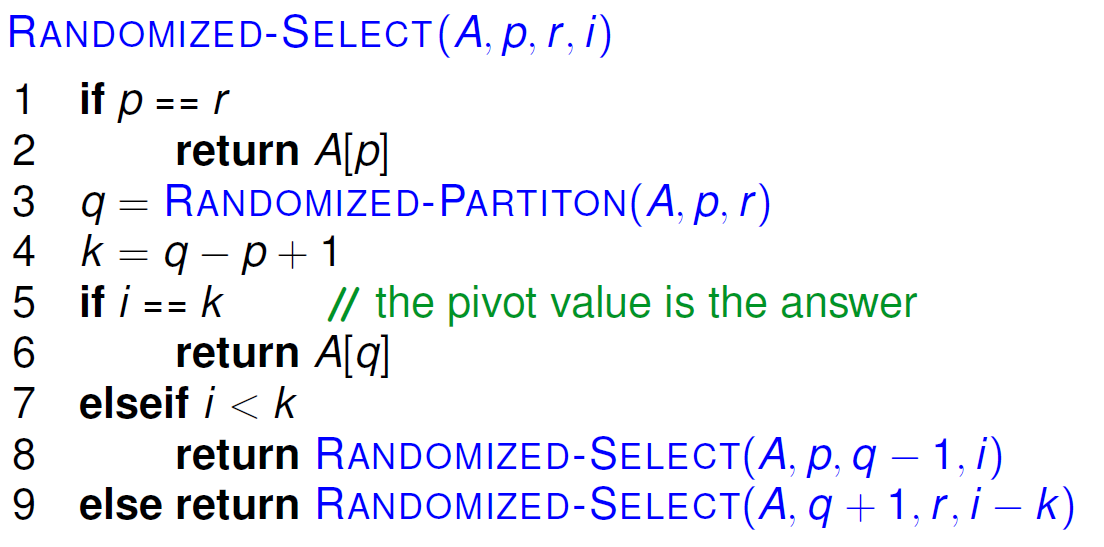 RANDOMIZED-SELECT(A, p, r, i)
1 if p == r
2 return A[p]
3 q = RANDOMIZED-PARTITON(A, p, r)
4 k = q − p + 1
5 if i == k // the pivot value is the answer
6 return A[q]
7 elseif i < k
8 return RANDOMIZED-SELECT(A, p, q − 1, i)
9 else return RANDOMIZED-SELECT(A, q + 1, r, i − k)